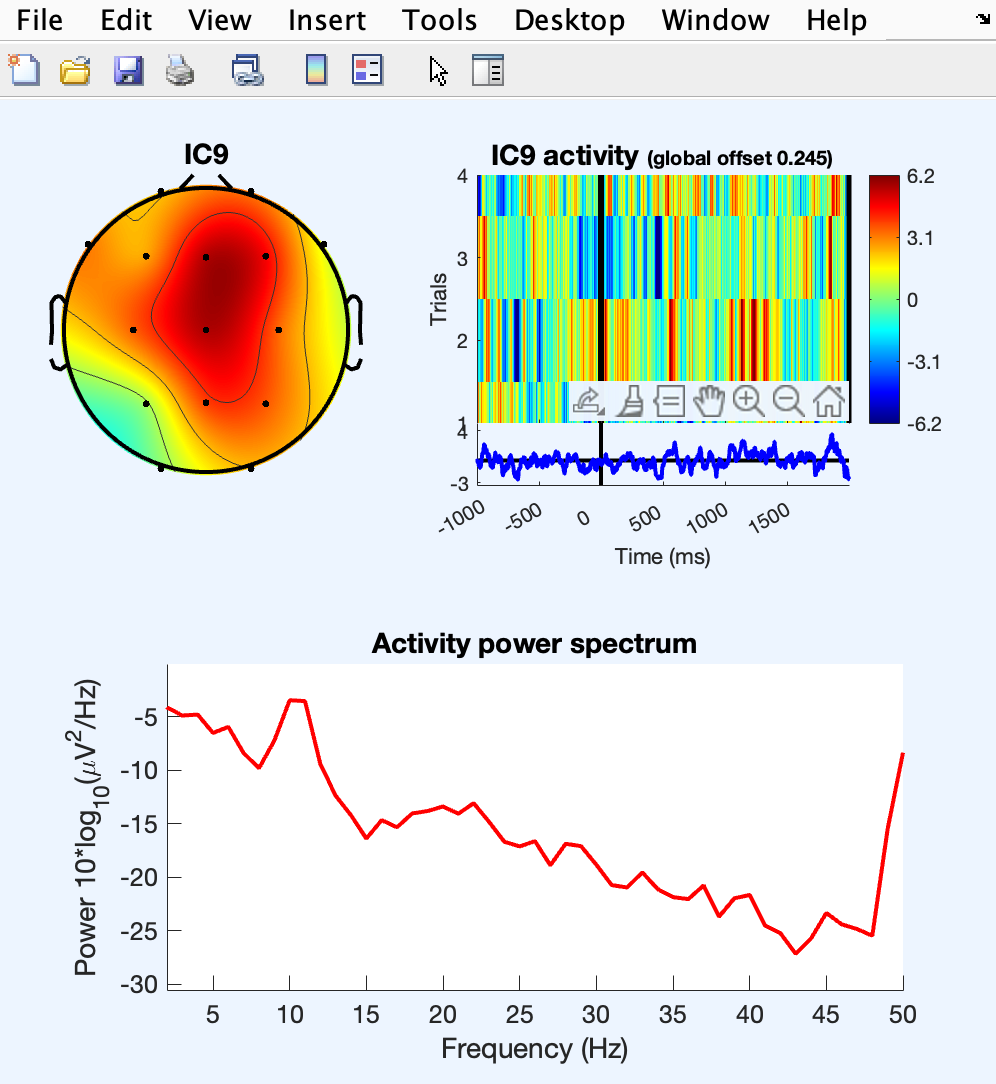 File Edit View Insert Tools Desktop Window Help
IC9
IC9 activity (global offset 0.245)
Trials
4
3
2
1
6.2
3.1
0
-3.1
-6.2
4
-3
-1000 -500 0 500 1000 1500
Time (ms)
Activity power spectrum
Power 10*log10(μV2/Hz)
-5
-10
-15
-20
-25
-30
5 10 15 20 25 30 35 40 45 50
Frequency (Hz)